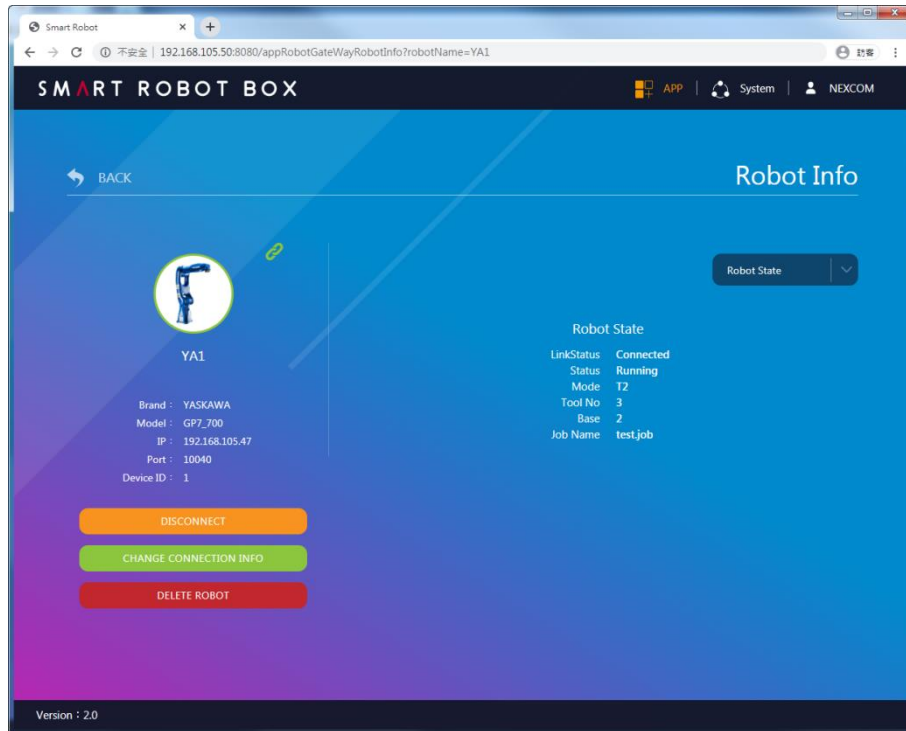 Smart Robot
不安全 | 192.168.105.50:8080/appRobotGateWayRobotInfo?robotName=YA1
訪客
SMART ROBOT BOX
APP | System | NEXCOM
BACK
Robot Info
Robot State
YA1
Brand : YASKAWA
Model : GP7_700
IP : 192.168.105.47
Port : 10040
Device ID : 1
DISCONNECT
CHANGE CONNECTION INFO
DELETE ROBOT
Robot State
LinkStatus Connected
Status Running
Mode T2
Tool No 3
Base 2
Job Name test.job
Version : 2.0